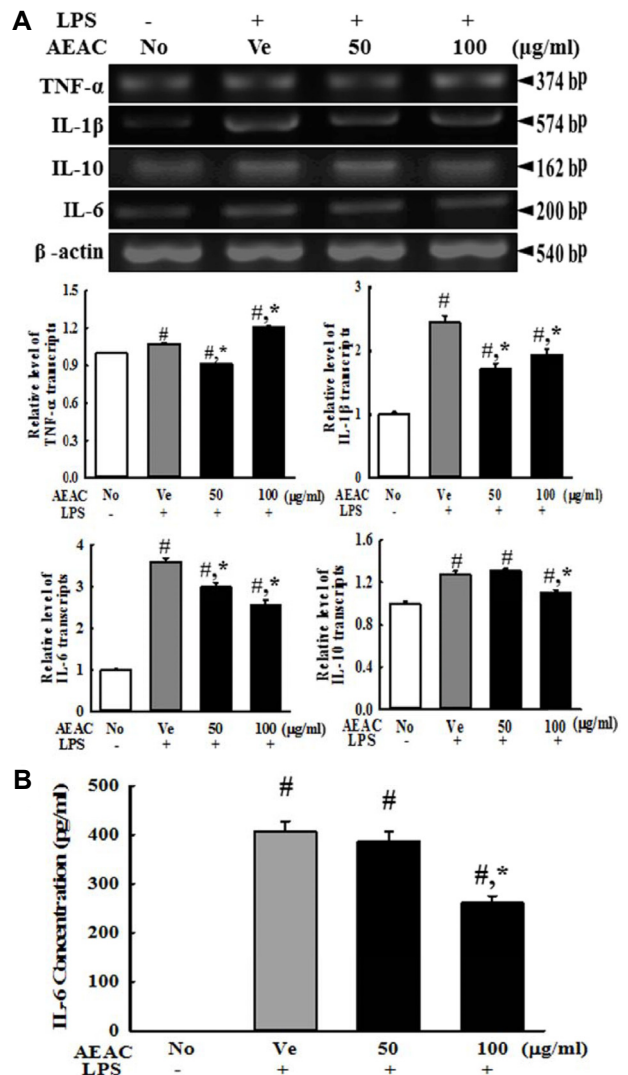 A
LPS - + + +
AEAC No Ve 50 100 (μg/ml)
TNF-α 374 bp
IL-1β 574 bp
IL-10 162 bp
IL-6 200 bp
β -actin 540 bp
Relative level of
TNF-α transcripts
1.5
1.2
0.9
0.6
0.3
0.0
# #,* #,*
AEAC No Ve 50 100 (μg/ml)
LPS - + + +
Relative level of
IL-1β transcripts
3
2
1
0
# #,* #,*
AEAC No Ve 50 100 (μg/ml)
LPS - + + +
Relative level of
IL-6 transcripts
4
3
2
1
0
# #,* #,*
AEAC No Ve 50 100 (μg/ml)
LPS - + + +
Relative level of
IL-10 transcripts
1.6
1.2
0.8
0.4
0.0
# # #,*
AEAC No Ve 50 100 (μg/ml)
LPS - + + +
B
IL-6 Concentration (pg/ml)
500
400
300
200
100
0
# # #,*
AEAC No Ve 50 100 (μg/ml)
LPS - + + +